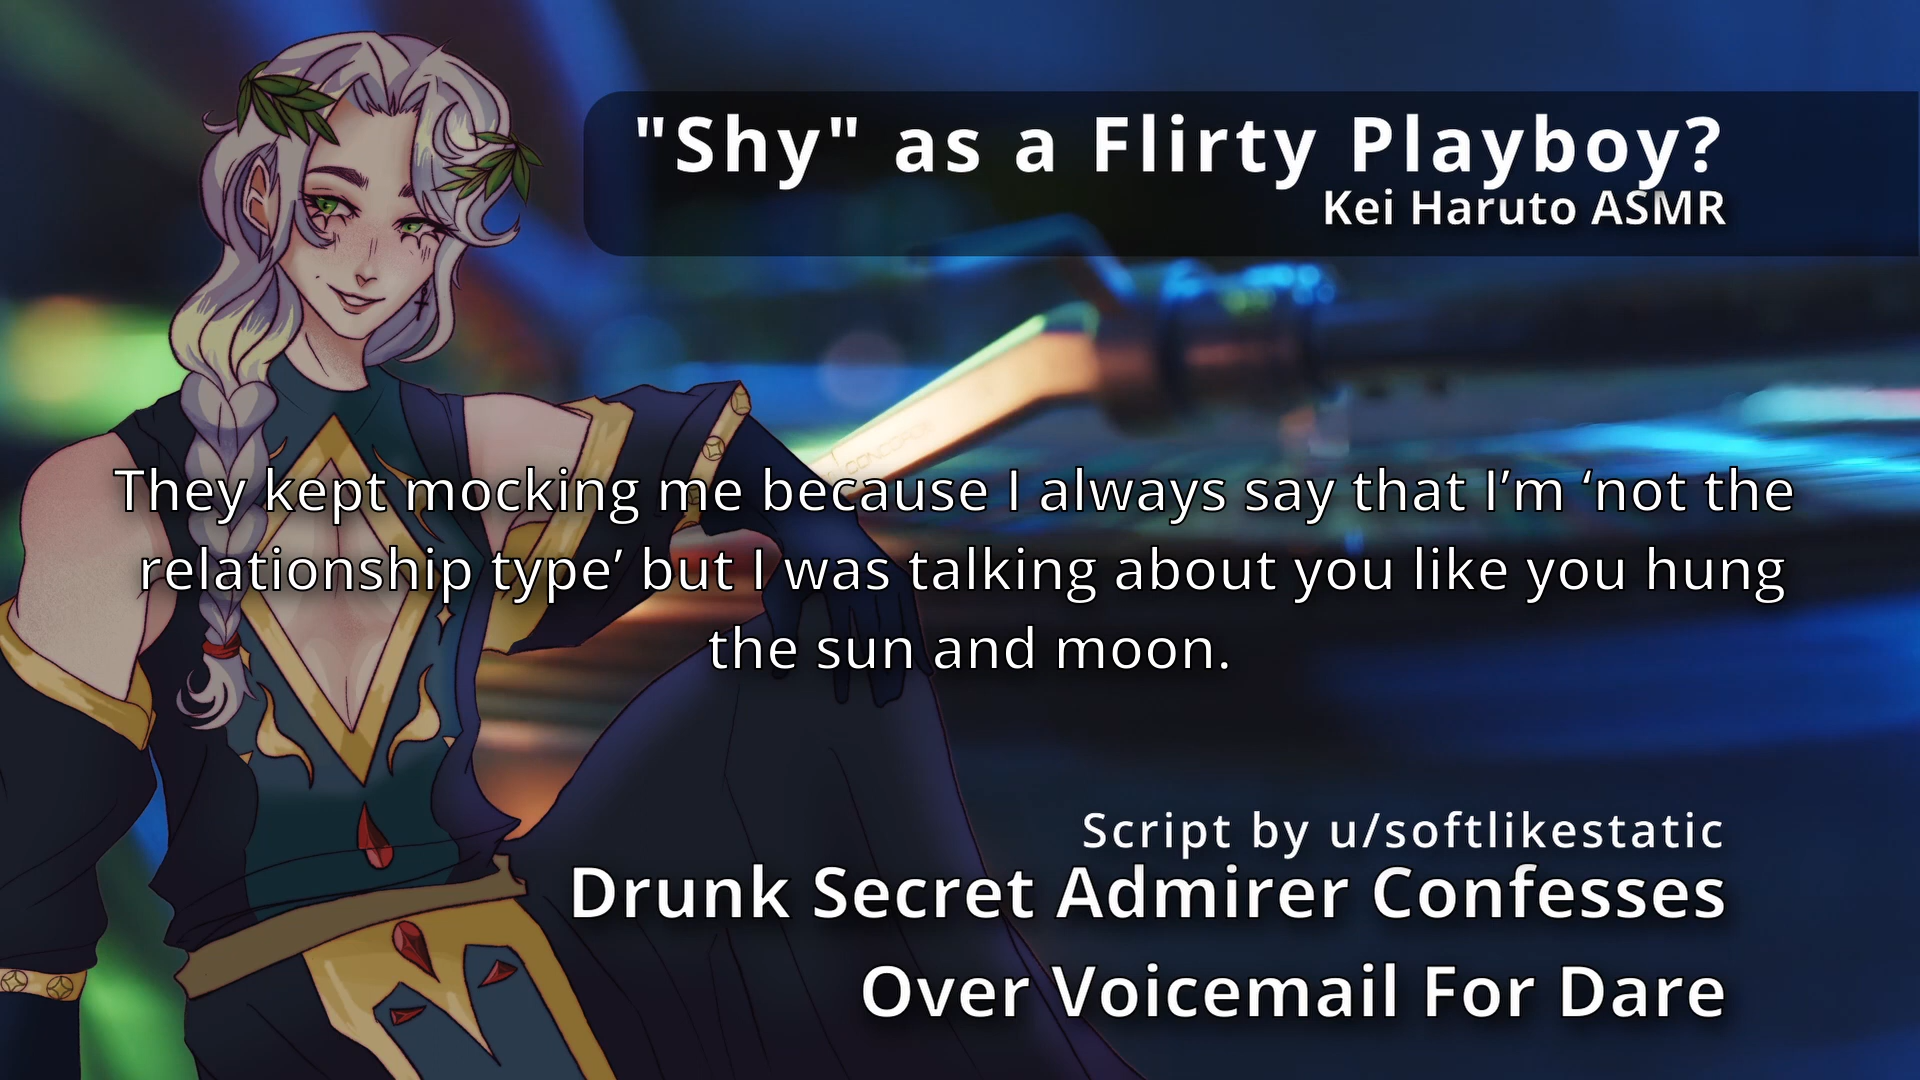 "Shy" as a Flirty Playboy?
Kei Haruto ASMR
They kept mocking me because I always say that I’m ‘not the
relationship type’ but I was talking about you like you hung
the sun and moon.
Script by u/softlikestatic
Drunk Secret Admirer Confesses
Over Voicemail For Dare